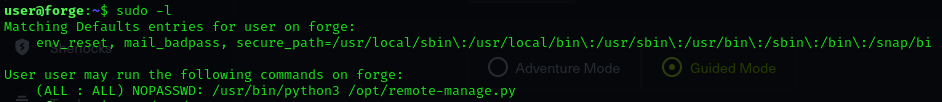 user@forge:~$ sudo -l
Matching Defaults entries for user on forge:
env_reset, mail_badpass, secure_path=/usr/local/sbin\:/usr/local/bin\:/usr/sbin\:/usr/bin\:/sbin\:/bin\:/snap/bi
Adventure Mode
Guided Mode
User user may run the following commands on forge:
(ALL : ALL) NOPASSWD: /usr/bin/python3 /opt/remote-manage.py